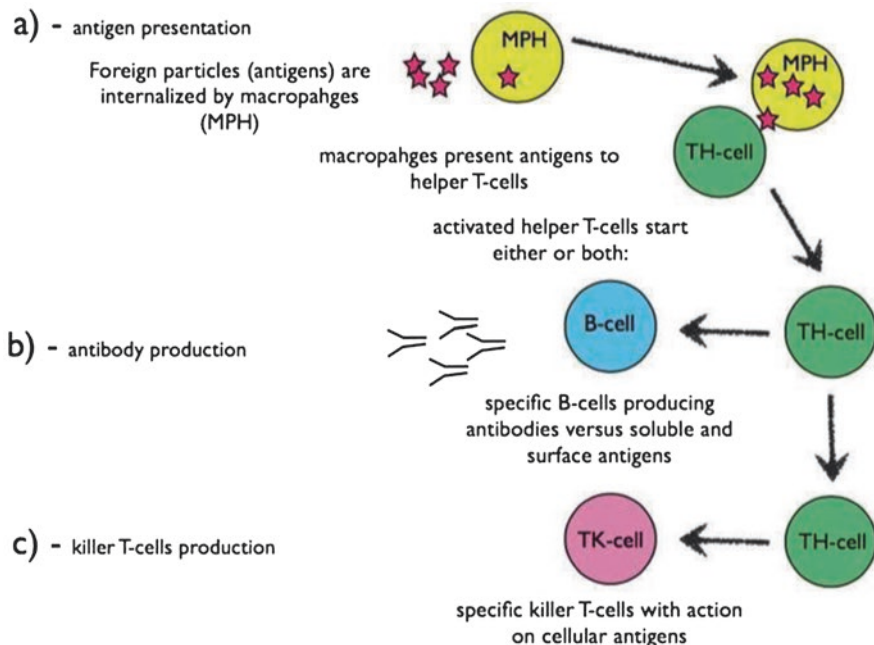 a) - antigen presentation
MPH
Foreign particles (antigens) are
internalized by macropahges
(MPH)
MPH
TH-cell
macropahges present antigens to
helper T-cells
activated helper T-cells start
either or both:
b) - antibody production
B-cell
TH-cell
specific B-cells producing
antibodies versus soluble and
surface antigens
c) - killer T-cells production
TK-cell
TH-cell
specific killer T-cells with action
on cellular antigens